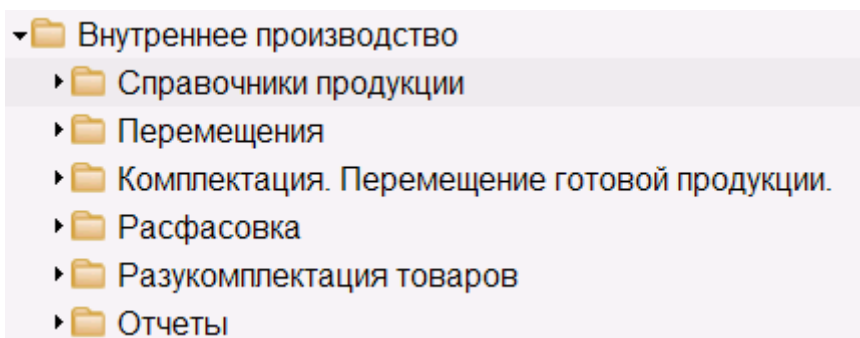 Внутреннее производство
Справочники продукции
Перемещения
Комплектация. Перемещение готовой продукции.
Расфасовка
Разукомплектация товаров
Отчеты